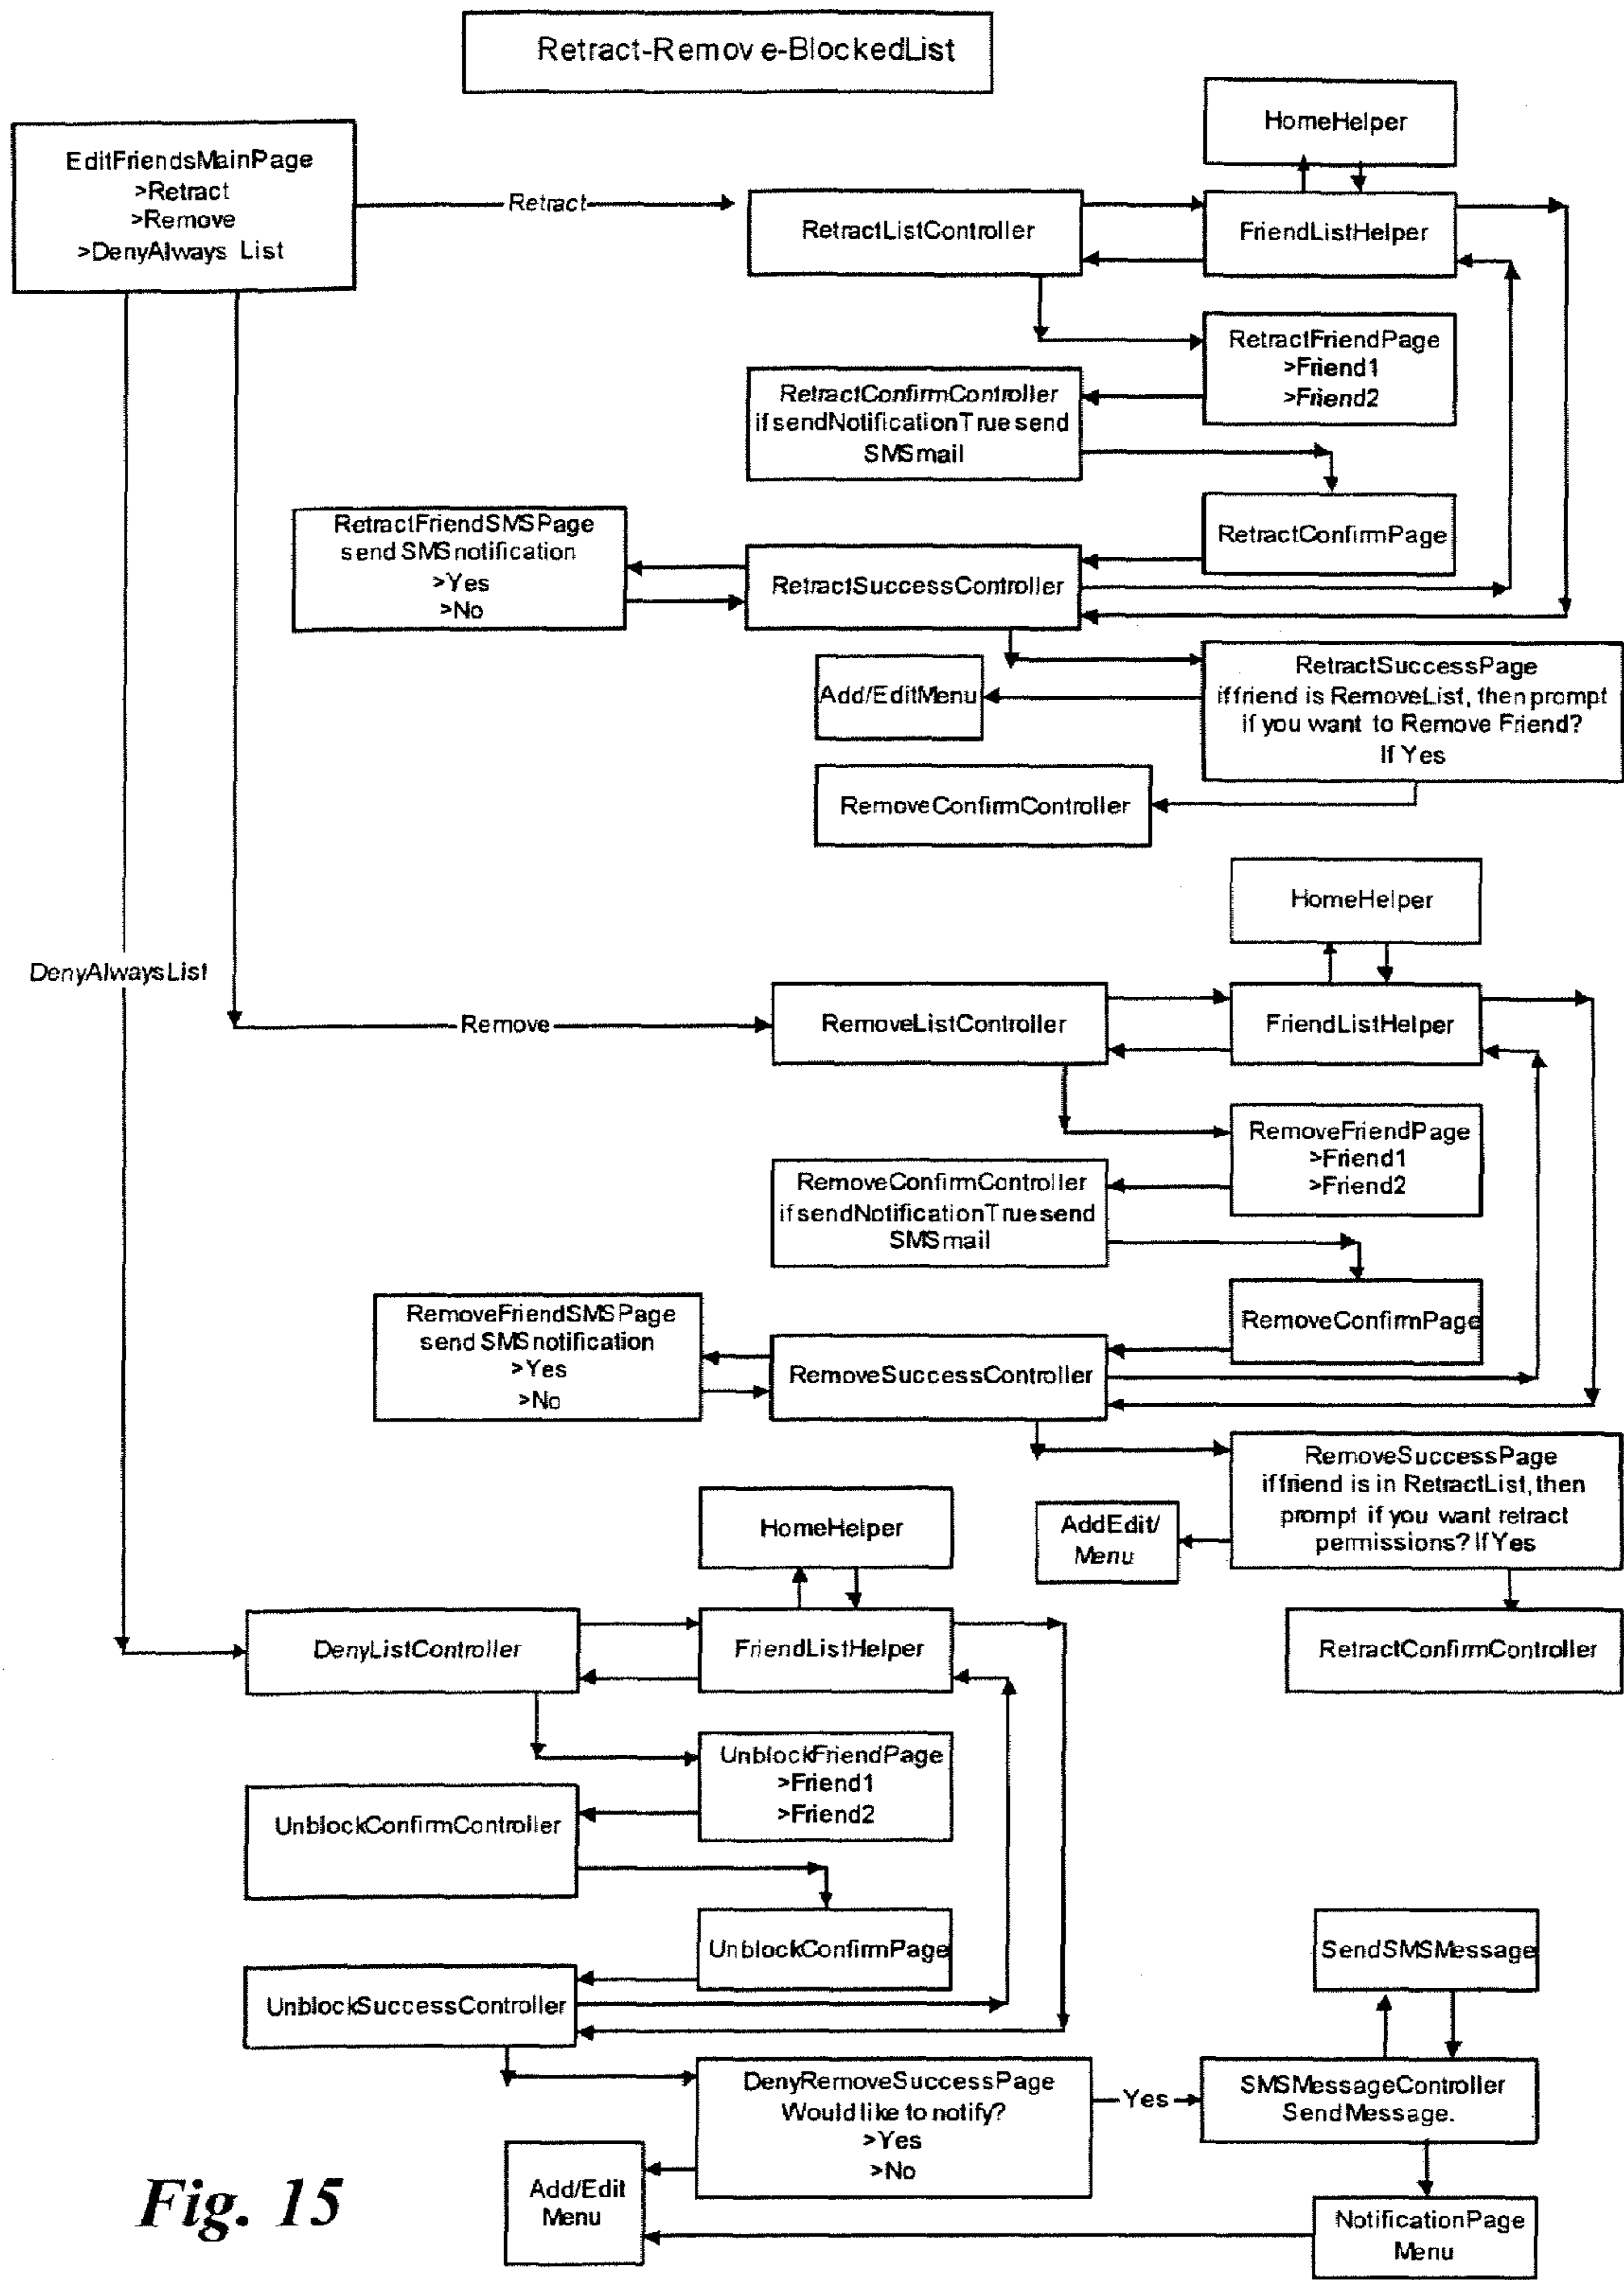 Retract-Remove-BlockedList
HomeHelper
EditFriendsMainPage
>Retract
>Remove
>DenyAlways List
Retract
RetractListController
FriendListHelper
RetractFriendPage
>Friend1
>Friend2
RetractConfirmController
if sendNotificationTrue send
SMSmail
RetractConfirmPage
RetractFriendSMSPage
send SMS notification
>Yes
>No
RetractSuccessController
RetractSuccessPage
if friend is RemoveList, then prompt
if you want to Remove Friend?
If Yes
Add/EditMenu
RemoveConfirmController
HomeHelper
DenyAlwaysList
Remove
RemoveListController
FriendListHelper
RemoveFriendPage
>Friend1
>Friend2
RemoveConfirmController
if sendNotificationTrue send
SMSmail
RemoveConfirmPage
RemoveFriendSMSPage
send SMS notification
>Yes
>No
RemoveSuccessController
RemoveSuccessPage
if friend is in RetractList, then
prompt if you want retract
permissions? If Yes
AddEdit/
Menu
RetractConfirmController
HomeHelper
DenyListController
FriendListHelper
UnblockFriendPage
>Friend1
>Friend2
UnblockConfirmController
UnblockConfirmPage
UnblockSuccessController
SendSMSMessage
DenyRemoveSuccessPage
Would like to notify?
>Yes
>No
Yes
SMSMessageController
SendMessage.
Add/Edit
Menu
NotificationPage
Menu
Fig. 15